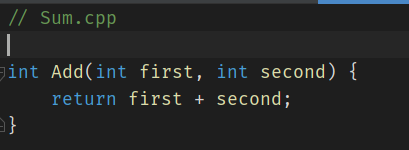 // Sum.cpp
int Add(int first, int second) {
    return first + second;
}